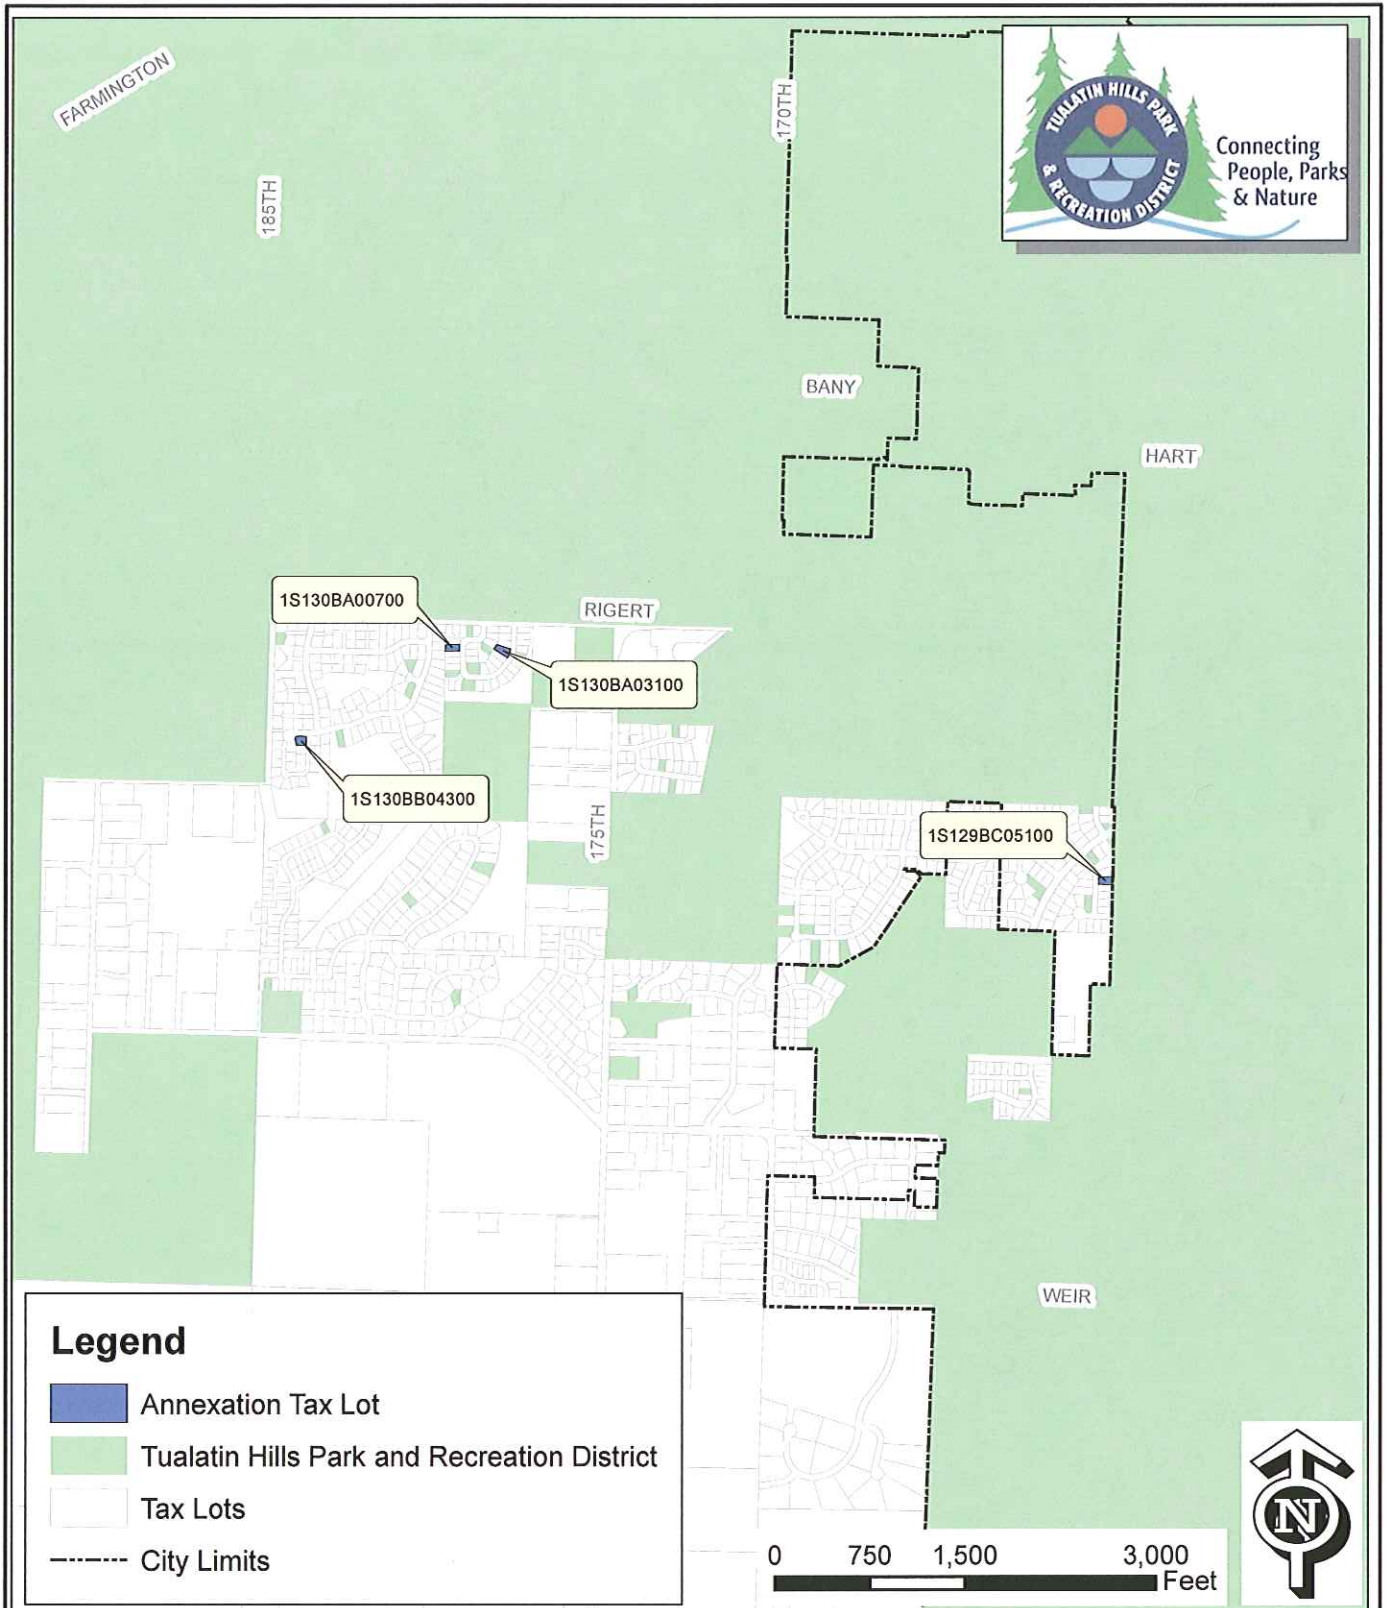 FARMINGTON
185TH
170TH
TUALATIN HILLS PARK
& RECREATION DISTRICT
Connecting
People, Parks
& Nature
BANY
HART
1S130BA00700
RIGERT
1S130BA03100
1S130BB04300
175TH
1S129BC05100
WEIR
Legend
Annexation Tax Lot
Tualatin Hills Park and Recreation District
Tax Lots
City Limits
0 750 1,500 3,000
Feet
N